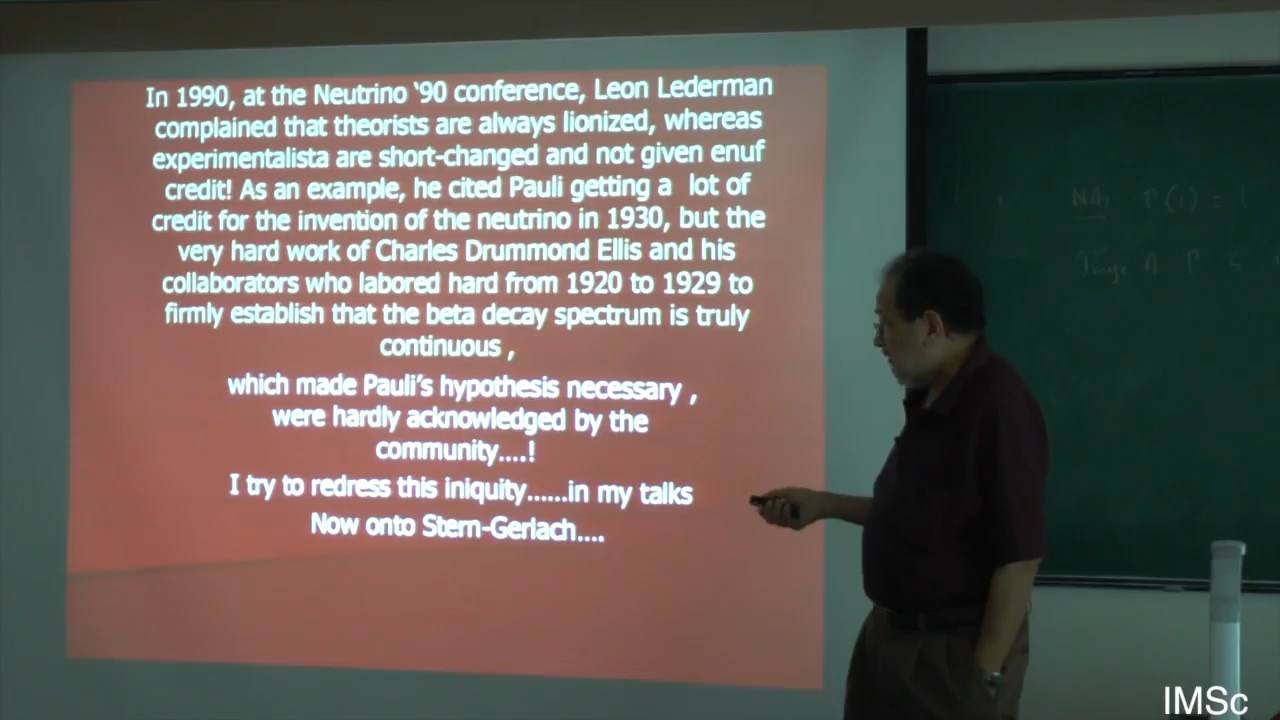 In 1990, at the Neutrino ‘90 conference, Leon Lederman
complained that theorists are always lionized, whereas
experimentalista are short-changed and not given enuf
credit! As an example, he cited Pauli getting a lot of
credit for the invention of the neutrino in 1930, but the
very hard work of Charles Drummond Ellis and his
collaborators who labored hard from 1920 to 1929 to
firmly establish that the beta decay spectrum is truly
continuous ,
which made Pauli’s hypothesis necessary ,
were hardly acknowledged by the
community....!
I try to redress this iniquity......in my talks
Now onto Stern-Gerlach....
IMSc